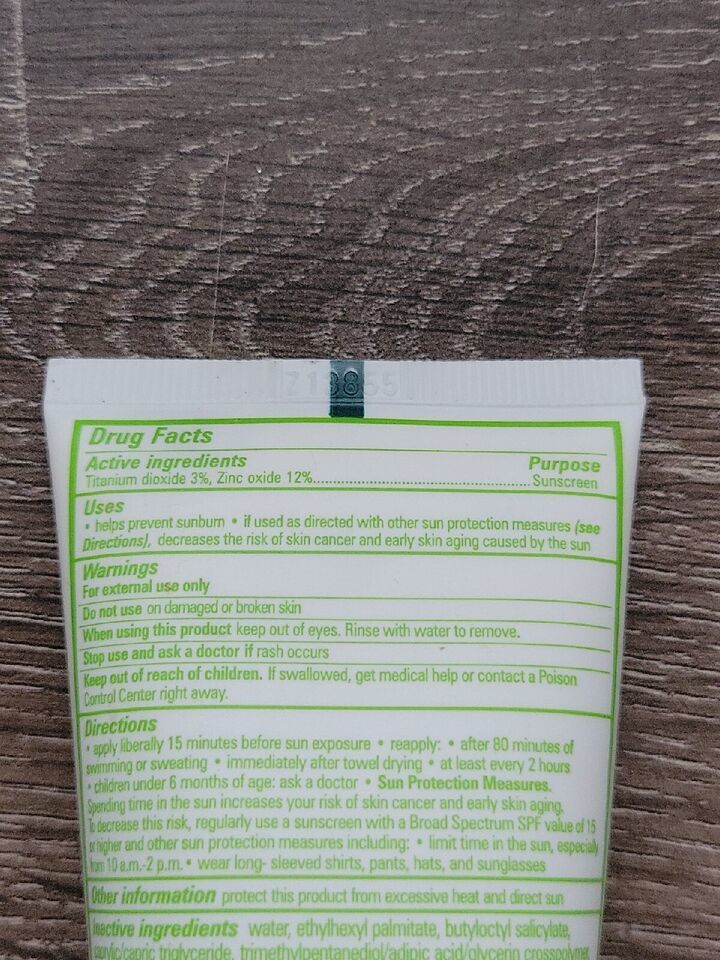 713855
Drug Facts
Active ingredients Purpose
Titanium dioxide 3%, Zinc oxide 12%.......................................................Sunscreen
Uses
• helps prevent sunburn • if used as directed with other sun protection measures (see
Directions), decreases the risk of skin cancer and early skin aging caused by the sun
Warnings
For external use only
Do not use on damaged or broken skin
When using this product keep out of eyes. Rinse with water to remove.
Stop use and ask a doctor if rash occurs
Keep out of reach of children. If swallowed, get medical help or contact a Poison
Control Center right away.
Directions
• apply liberally 15 minutes before sun exposure • reapply: • after 80 minutes of
swimming or sweating • immediately after towel drying • at least every 2 hours
• children under 6 months of age: ask a doctor • Sun Protection Measures.
Spending time in the sun increases your risk of skin cancer and early skin aging.
To decrease this risk, regularly use a sunscreen with a Broad Spectrum SPF value of 15
or higher and other sun protection measures including: • limit time in the sun, especially
from 10 a.m.-2 p.m. • wear long- sleeved shirts, pants, hats, and sunglasses
Other information protect this product from excessive heat and direct sun
Inactive ingredients water, ethylhexyl palmitate, butyloctyl salicylate,
caprylic/capric triglyceride, trimethylpentanediol/adipic acid/glycerin crosspolymer